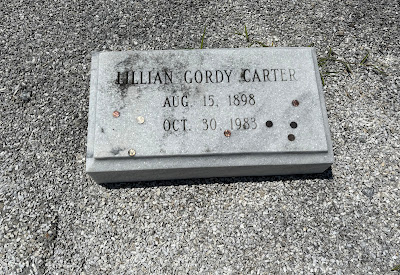 LILLIAN GORDY CARTER
AUG. 15, 1898
OCT. 30, 1983